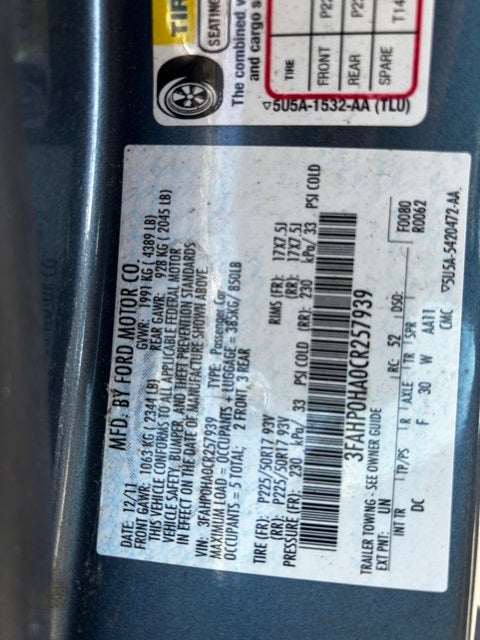 TIRE
SEATING
The combined
and cargo
TIRE
FRONT
REAR
SPARE
P22
P22
T14
▽5U5A-1532-AA (TLU)
MFD. BY FORD MOTOR CO.
DATE: 12/11 GVWR: 1991 KG ( 4389 LB)
FRONT GAWR: 1063 KG ( 2344 LB) REAR GAWR: 928 KG ( 2045 LB)
THIS VEHICLE CONFORMS TO ALL APPLICABLE FEDERAL MOTOR
VEHICLE SAFETY, BUMPER, AND THEFT PREVENTION STANDARDS
IN EFFECT ON THE DATE OF MANUFACTURE SHOWN ABOVE.
VIN: 3FAHP0HA0CR257939 TYPE: Passenger Car
MAXIMUM LOAD = OCCUPANTS + LUGGAGE = 385KG/ 850LB
OCCUPANTS = 5 TOTAL: 2 FRONT, 3 REAR
TIRE (FR): P225/50R17 93V RIMS (FR): 17X7.5J
(RR): P225/50R17 93V (RR): 17X7.5J
PRESSURE (FR): 230 kPa/ 33 PSI COLD (RR): 230 kPa/ 33 PSI COLD
3FAHP0HA0CR257939
TRAILER TOWING - SEE OWNER GUIDE F0080
EXT PNT: UN RC: 52 DSO: R0062
INT TR TP/PS R AXLE TR SPR
DC F 30 W AA11
CMC ▽5U5A-5420472-AA